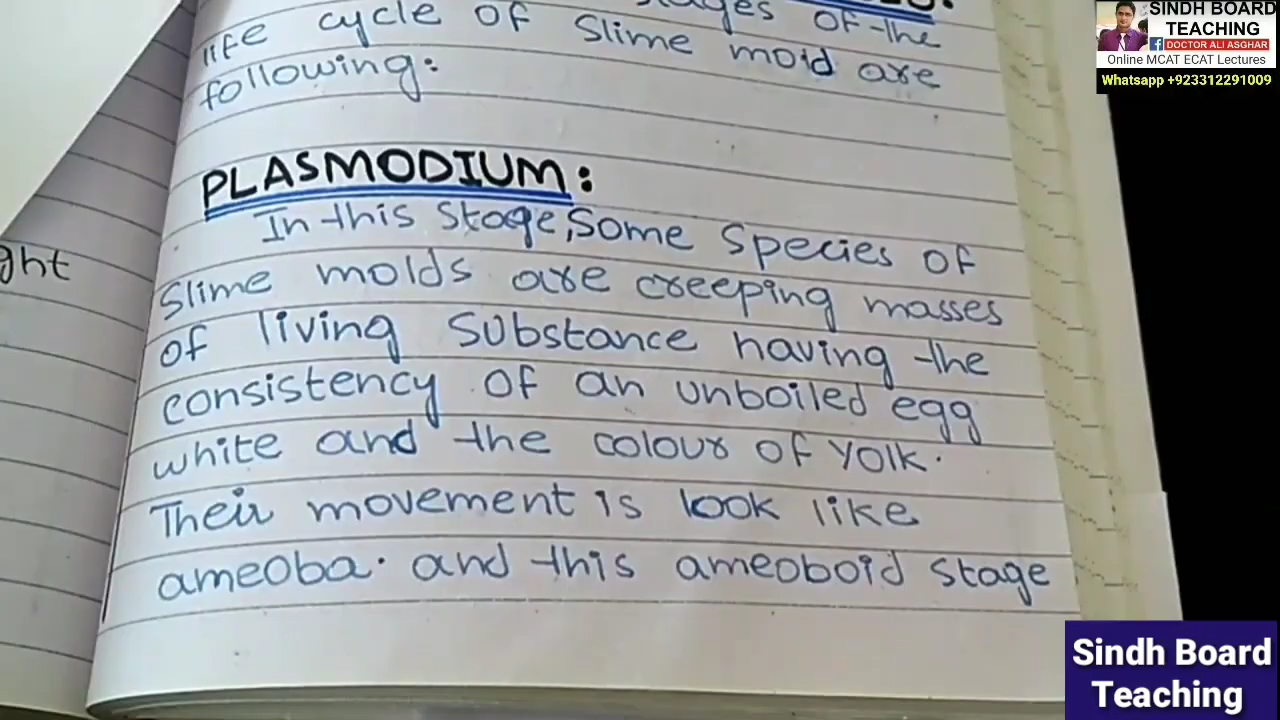 stages of the
life cycle of Slime mold are
following:
PLASMODIUM:
In this Stage, Some Species of
Slime molds are creeping masses
of living Substance having the
consistency of an unboiled egg
white and the colour of Yolk.
Their movement is look like
ameoba. and this ameoboid stage
ght
SINDH BOARD
TEACHING
DOCTOR ALI ASGHAR
Online MCAT ECAT Lectures
Whatsapp +923312291009
Sindh Board
Teaching